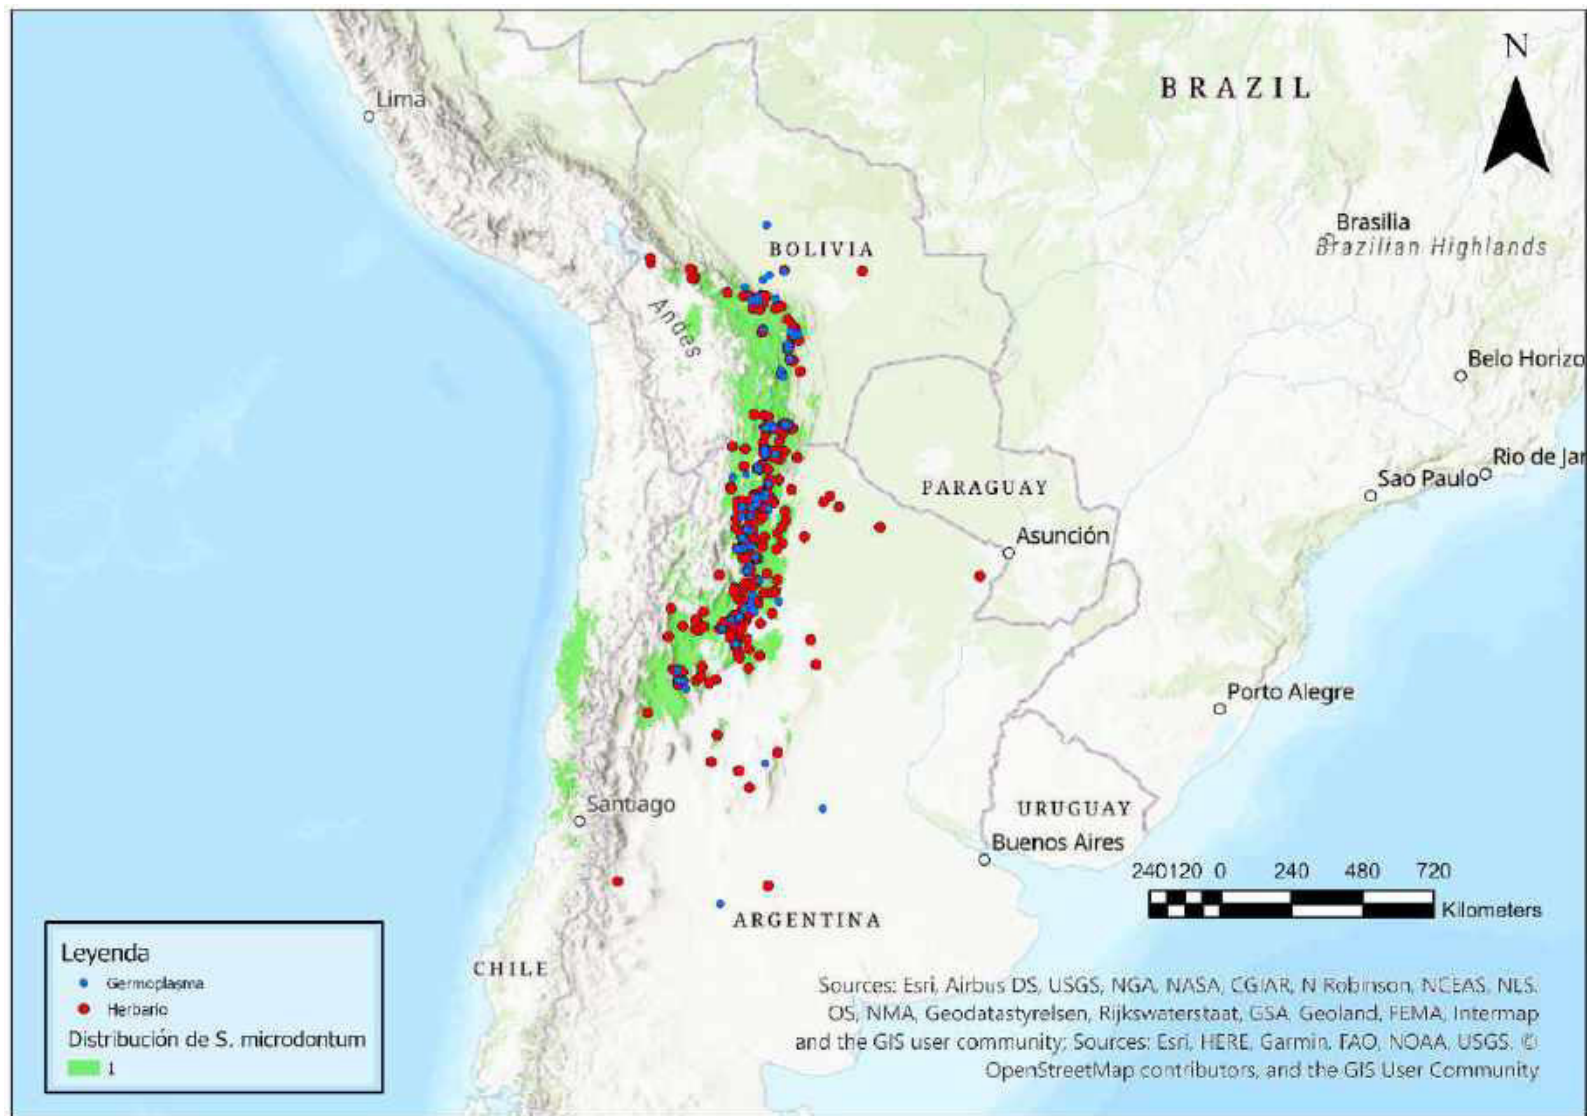 N
BRAZIL
Lima
Brasilia
Brazilian Highlands
BOLIVIA
Andes
Belo Horizo
Rio de Jar
Sao Paulo
PARAGUAY
Asunción
Porto Alegre
Santiago
URUGUAY
Buenos Aires
240 120 0 240 480 720
Kilometers
ARGENTINA
CHILE
Leyenda
Germoplasma
Herbario
Distribución de S. microdontum
1
Sources: Esri, Airbus DS, USGS, NGA, NASA, CGIAR, N Robinson, NCEAS, NLS,
OS, NMA, Geodatastyrelsen, Rijkswaterstaat, GSA, Geoland, FEMA, Intermap
and the GIS user community; Sources: Esri, HERE, Garmin, FAO, NOAA, USGS, ©
OpenStreetMap contributors, and the GIS User Community